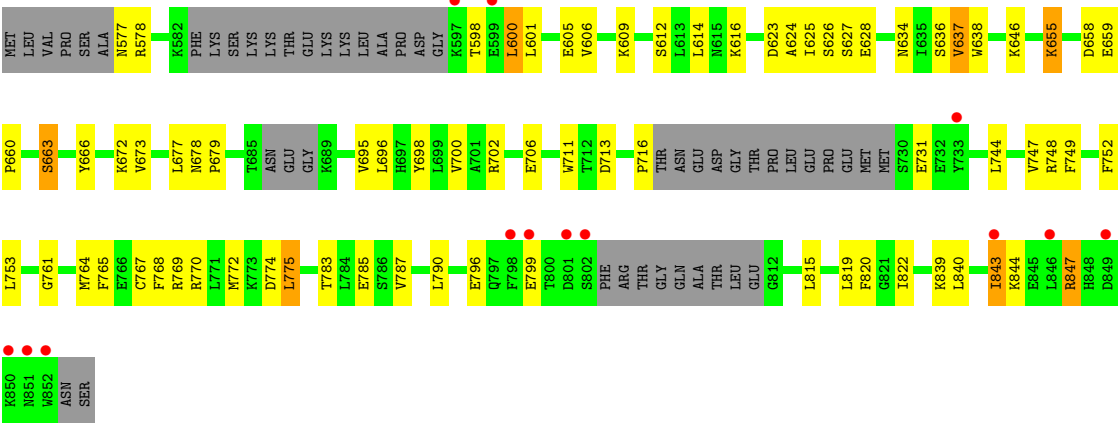 MET LEU VAL PRO SER ALA N577 R578 K582 PHE LYS SER LYS LYS THR GLU LYS LYS LEU ALA PRO ASP GLY K597 T598 E599 L600 L601 E605 V606 K609 S612 L613 L614 N615 K616 D623 A624 I625 S626 S627 E628 N634 I635 S636 V637 W638 K646 K655 D658 E659
P660 S663 Y666 K672 V673 L677 N678 P679 T685 ASN GLU GLY K689 V695 L696 H697 Y698 L699 V700 A701 R702 E706 W711 T712 D713 P716 THR ASN GLU ASP GLY THR PRO LEU GLU PRO GLU MET MET S730 E731 E732 Y733 L744 V747 R748 F749 F752
L753 G761 M764 F765 E766 C767 F768 R769 R770 L771 M772 K773 D774 L775 T783 L784 E785 S786 V787 L790 E796 Q797 F798 E799 T800 D801 S802 PHE ARG THR GLY GLN ALA THR LEU GLU G812 L815 L819 F820 G821 I822 K839 L840 I843 K844 E845 L846 R847 H848 D849
K850 N851 W852 ASN SER